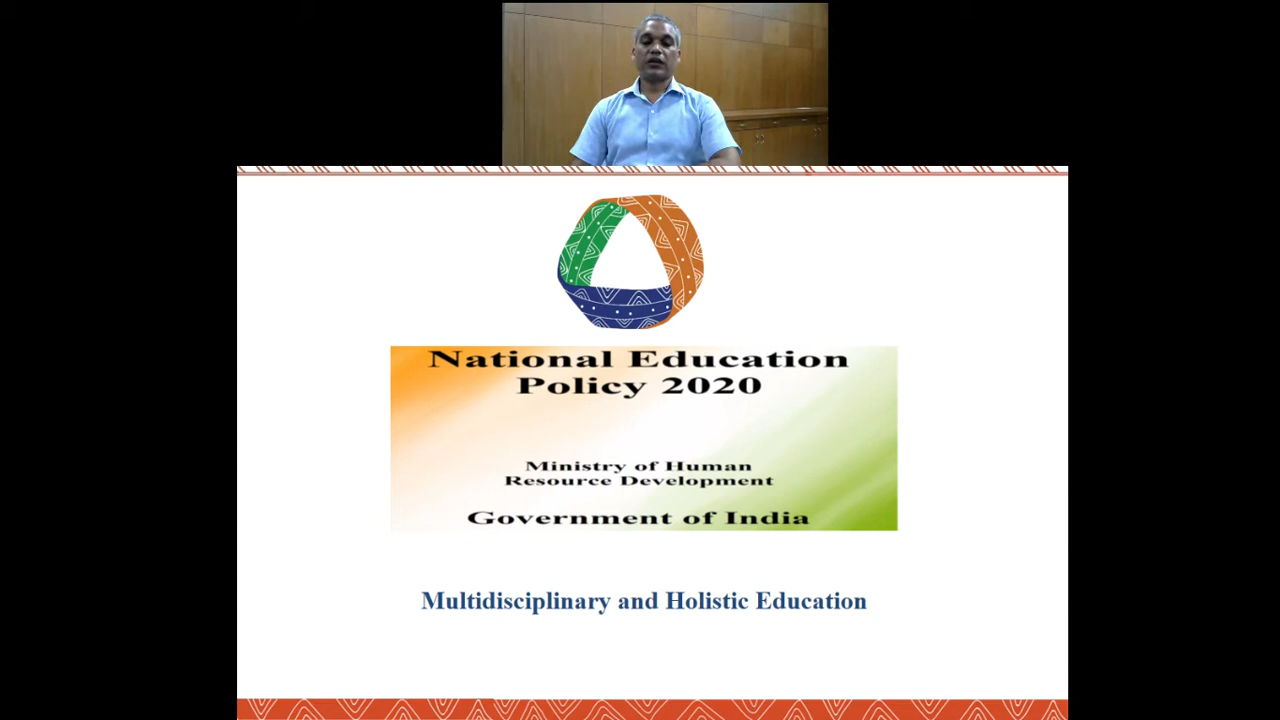 National Education
Policy 2020
Ministry of Human
Resource Development
Government of India
Multidisciplinary and Holistic Education